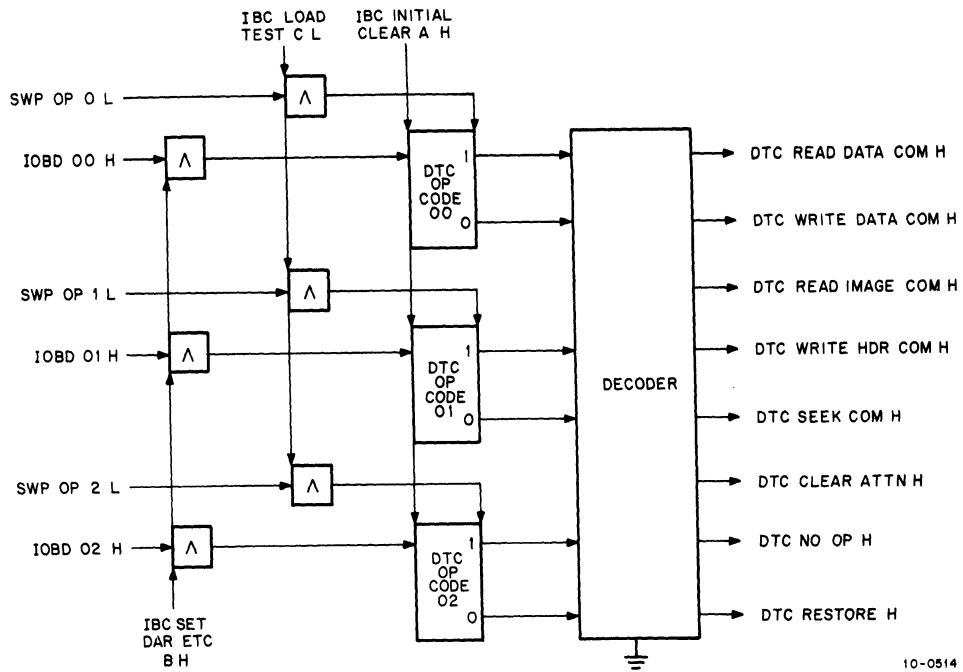 IBC LOAD
TEST C L
IBC INITIAL
CLEAR A H
SWP OP 0 L
Λ
IOBD 00 H
Λ
DTC
OP
CODE
00
1
0
SWP OP 1 L
Λ
IOBD 01 H
Λ
DTC
OP
CODE
01
1
0
SWP OP 2 L
Λ
IOBD 02 H
Λ
DTC
OP
CODE
02
1
0
IBC SET
DAR ETC
B H
DECODER
DTC READ DATA COM H
DTC WRITE DATA COM H
DTC READ IMAGE COM H
DTC WRITE HDR COM H
DTC SEEK COM H
DTC CLEAR ATTN H
DTC NO OP H
DTC RESTORE H
10-0514